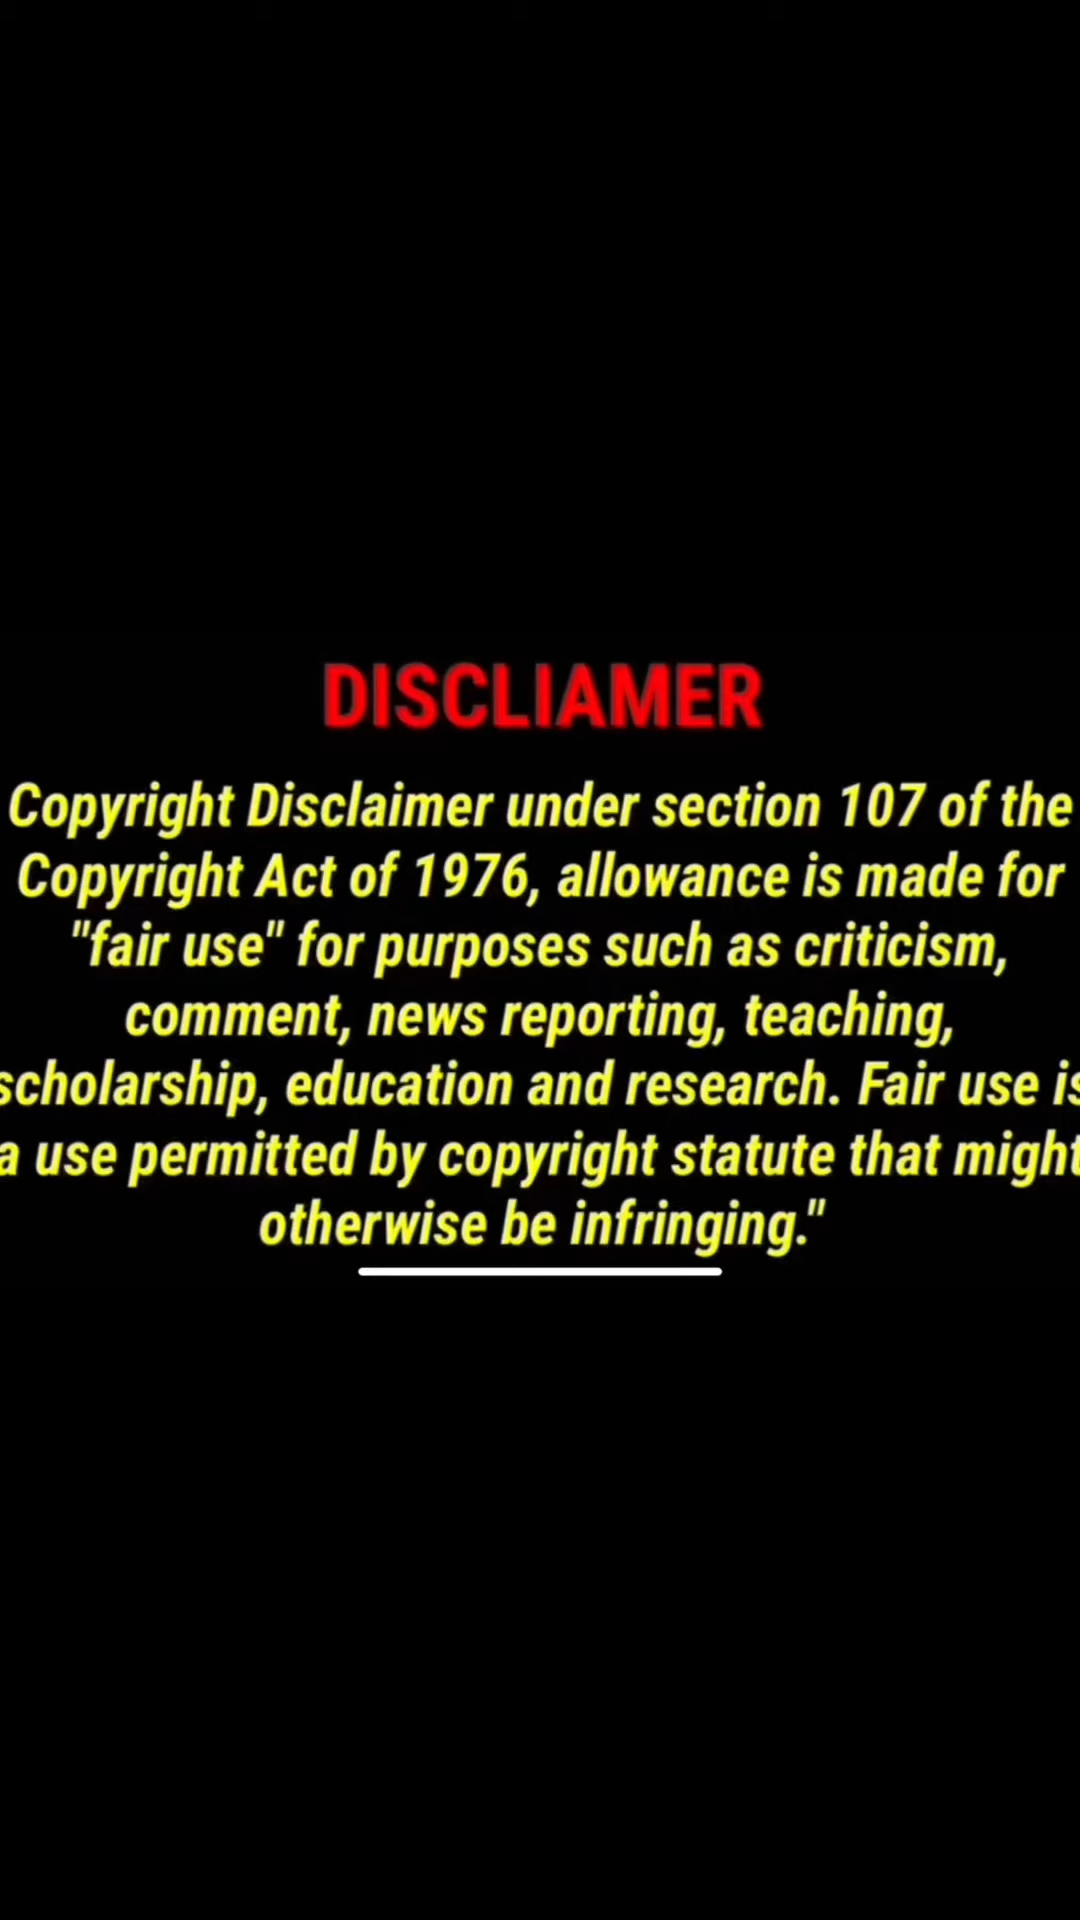 DISCLIAMER
Copyright Disclaimer under section 107 of the
Copyright Act of 1976, allowance is made for
"fair use" for purposes such as criticism,
comment, news reporting, teaching,
scholarship, education and research. Fair use is
a use permitted by copyright statute that might
otherwise be infringing."